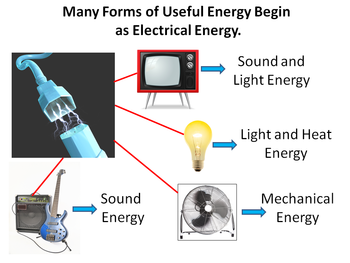 Many Forms of Useful Energy Begin
as Electrical Energy.
Sound and
Light Energy
Light and Heat
Energy
Sound
Energy
Mechanical
Energy